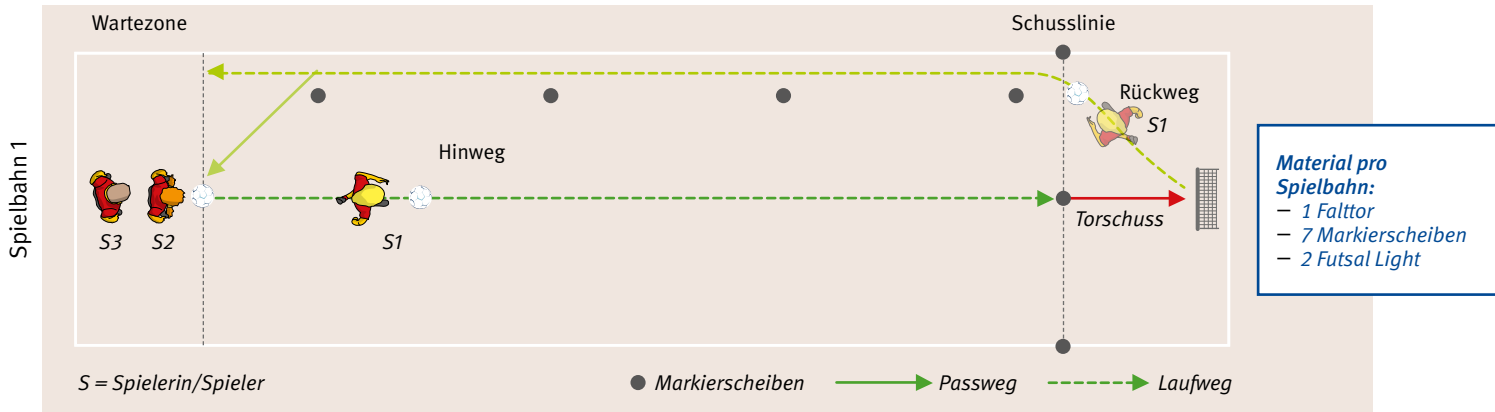 Wartezone
Schusslinie
Spielbahn 1
Rückweg
S1
Hinweg
S3
S2
S1
Torschuss
S = Spielerin/Spieler
Markierscheiben
Passweg
Laufweg
Material pro
Spielbahn:
– 1 Falttor
– 7 Markierscheiben
– 2 Futsal Light